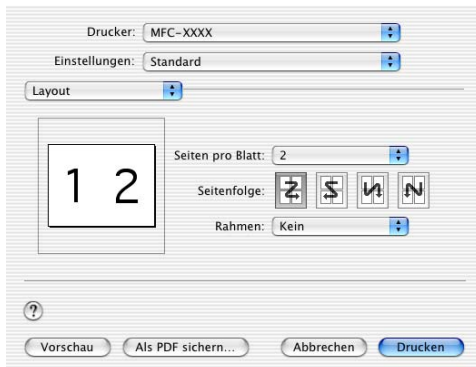 Drucker: MFC-XXXX
Einstellungen: Standard
Layout
1 2
Seiten pro Blatt: 2
Seitenfolge:
Rahmen: Kein
?
Vorschau Als PDF sichern... Abbrechen Drucken